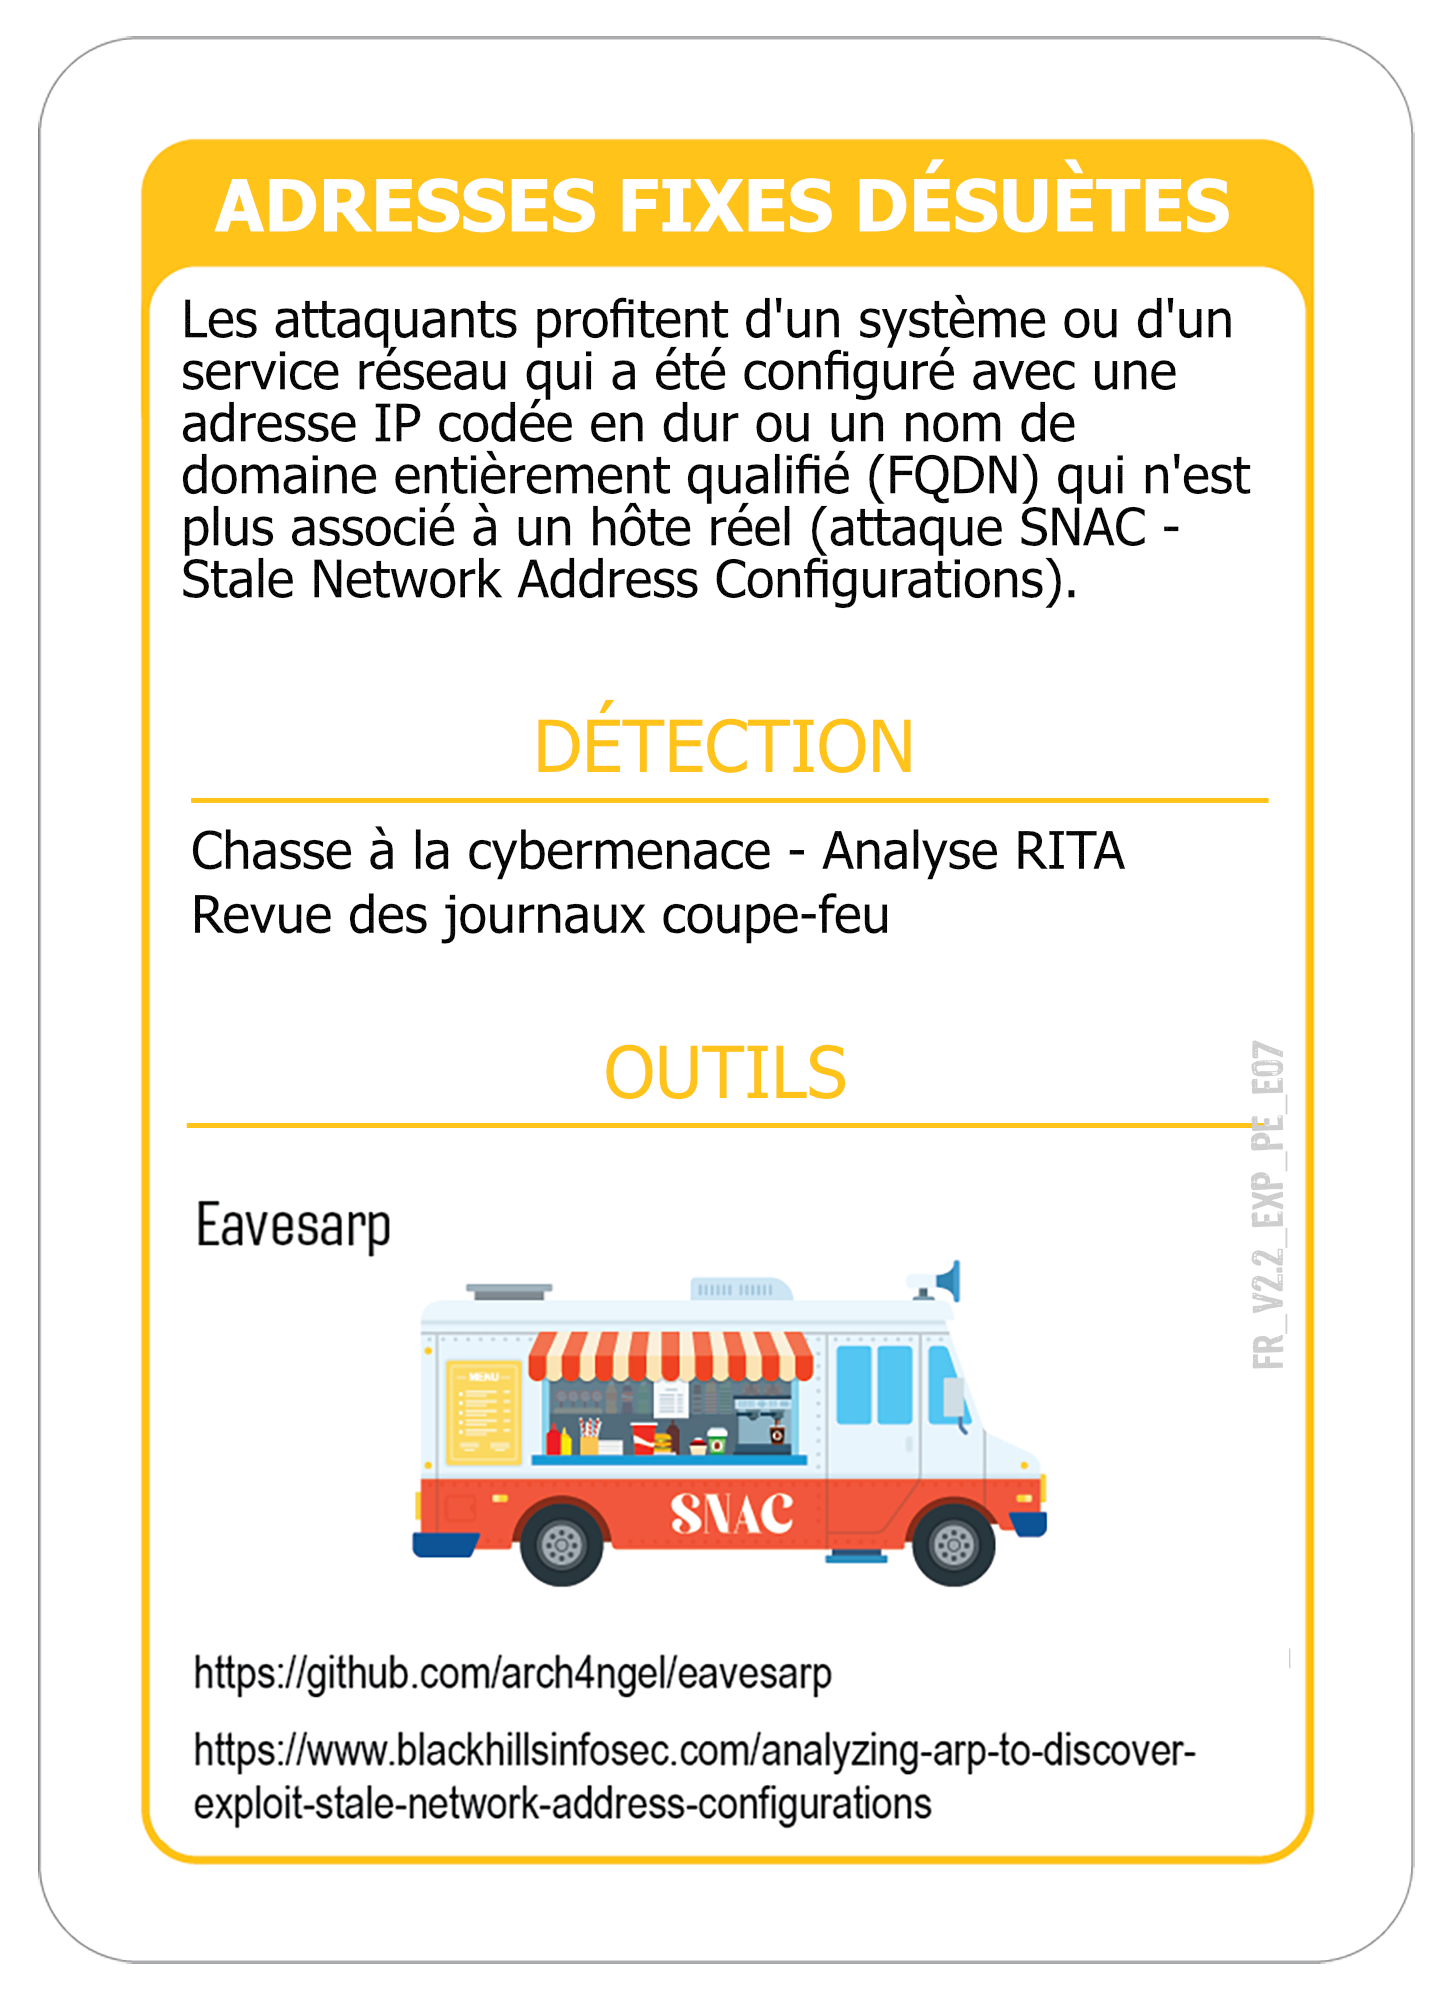 ADRESSES FIXES DÉSUÈTES
Les attaquants profitent d'un système ou d'un
service réseau qui a été configuré avec une
adresse IP codée en dur ou un nom de
domaine entièrement qualifié (FQDN) qui n'est
plus associé à un hôte réel (attaque SNAC -
Stale Network Address Configurations).
DÉTECTION
Chasse à la cybermenace - Analyse RITA
Revue des journaux coupe-feu
OUTILS
FR_V2.2_EXP_PE_E07
Eavesarp
MENU
SNAC
https://github.com/arch4ngel/eavesarp
https://www.blackhillsinfosec.com/analyzing-arp-to-discover-
exploit-stale-network-address-configurations